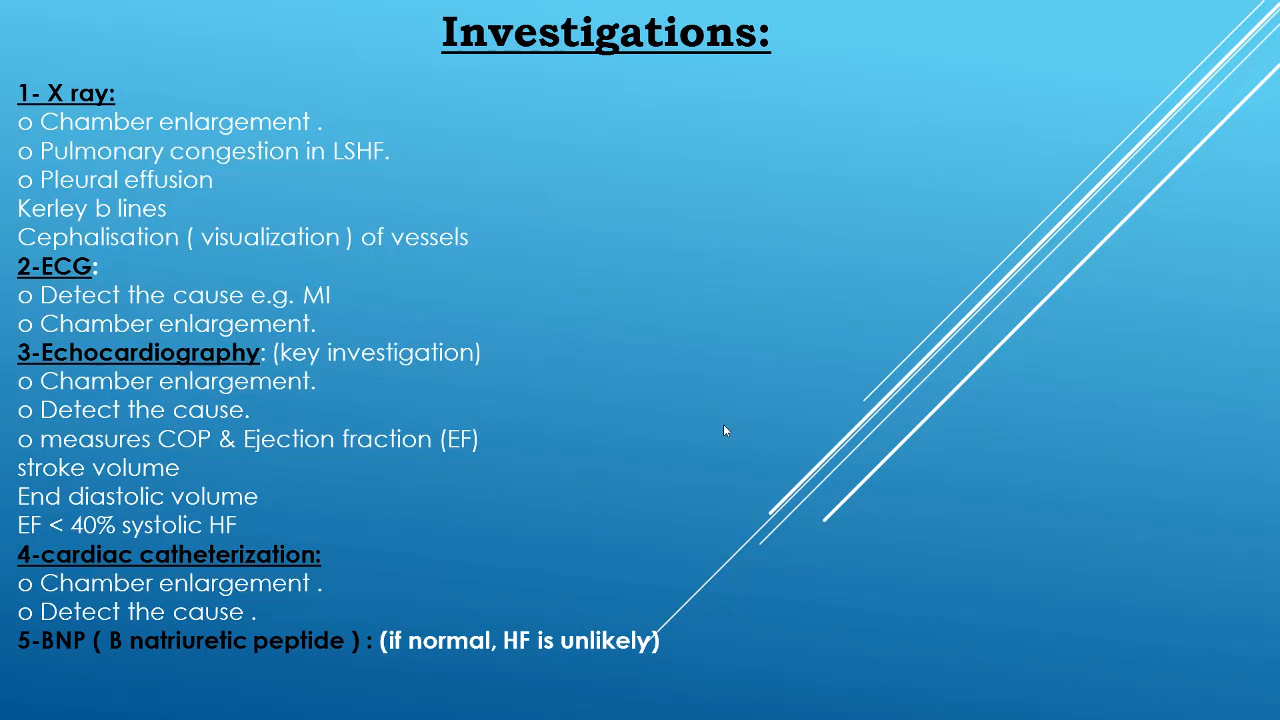 Investigations:
1- X ray:
o Chamber enlargement .
o Pulmonary congestion in LSHF.
o Pleural effusion
Kerley b lines
Cephalisation ( visualization ) of vessels
2-ECG:
o Detect the cause e.g. MI
o Chamber enlargement.
3-Echocardiography: (key investigation)
o Chamber enlargement.
o Detect the cause.
o measures COP & Ejection fraction (EF)
stroke volume
End diastolic volume
EF < 40% systolic HF
4-cardiac catheterization:
o Chamber enlargement .
o Detect the cause .
5-BNP ( B natriuretic peptide ) : (if normal, HF is unlikely)